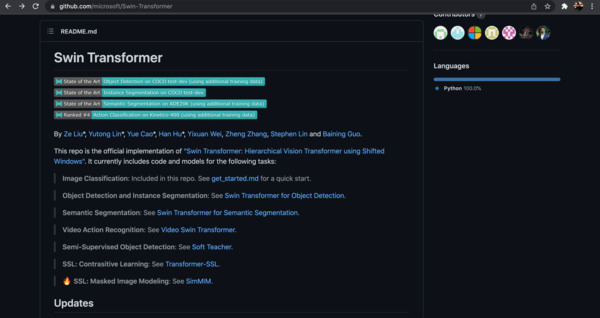 github.com/microsoft/Swin-Transformer
README.md
Swin Transformer
State of the Art Object Detection on COCO test-dev (using additional training data)
State of the Art Instance Segmentation on COCO test-dev
State of the Art Semantic Segmentation on ADE20K (using additional training data)
Ranked #4 Action Classification on Kinetics-400 (using additional training data)
By Ze Liu*, Yutong Lin*, Yue Cao*, Han Hu*, Yixuan Wei, Zheng Zhang, Stephen Lin and Baining Guo.
This repo is the official implementation of "Swin Transformer: Hierarchical Vision Transformer using Shifted
Windows". It currently includes code and models for the following tasks:
Image Classification: Included in this repo. See get_started.md for a quick start.
Object Detection and Instance Segmentation: See Swin Transformer for Object Detection.
Semantic Segmentation: See Swin Transformer for Semantic Segmentation.
Video Action Recognition: See Video Swin Transformer.
Semi-Supervised Object Detection: See Soft Teacher.
SSL: Contrasitive Learning: See Transformer-SSL.
🔥 SSL: Masked Image Modeling: See SimMIM.
Updates
Contributors 7
Languages
Python 100.0%